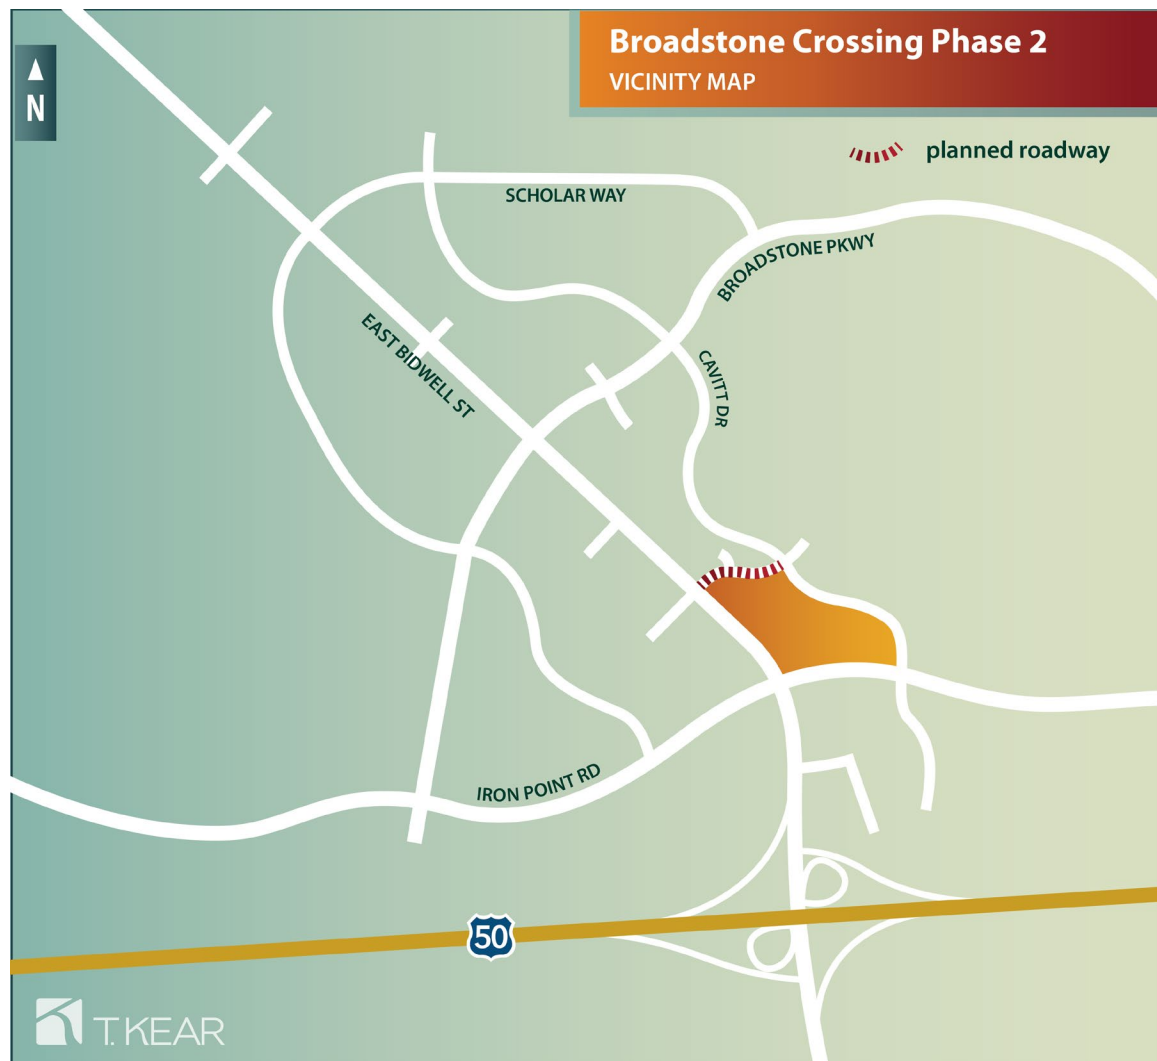 Broadstone Crossing Phase 2
VICINITY MAP
N
planned roadway
SCHOLAR WAY
BROADSTONE PKWY
EAST BIDWELL ST
CAVITT DR
IRON POINT RD
50
T. KEAR